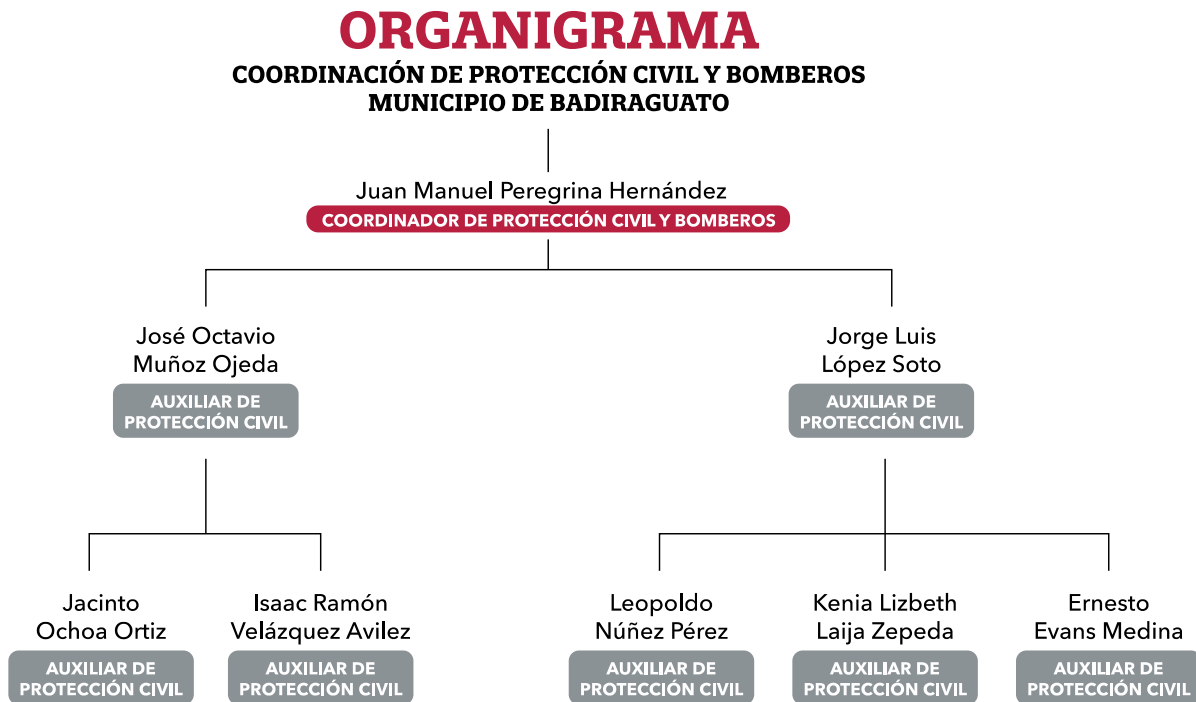 ORGANIGRAMA
COORDINACIÓN DE PROTECCIÓN CIVIL Y BOMBEROS
MUNICIPIO DE BADIRAGUATO
Juan Manuel Peregrina Hernández
COORDINADOR DE PROTECCIÓN CIVIL Y BOMBEROS
José Octavio
Muñoz Ojeda
AUXILIAR DE
PROTECCIÓN CIVIL
Jorge Luis
López Soto
AUXILIAR DE
PROTECCIÓN CIVIL
Jacinto
Ochoa Ortiz
AUXILIAR DE
PROTECCIÓN CIVIL
Isaac Ramón
Velázquez Avilez
AUXILIAR DE
PROTECCIÓN CIVIL
Leopoldo
Núñez Pérez
AUXILIAR DE
PROTECCIÓN CIVIL
Kenia Lizbeth
Laija Zepeda
AUXILIAR DE
PROTECCIÓN CIVIL
Ernesto
Evans Medina
AUXILIAR DE
PROTECCIÓN CIVIL